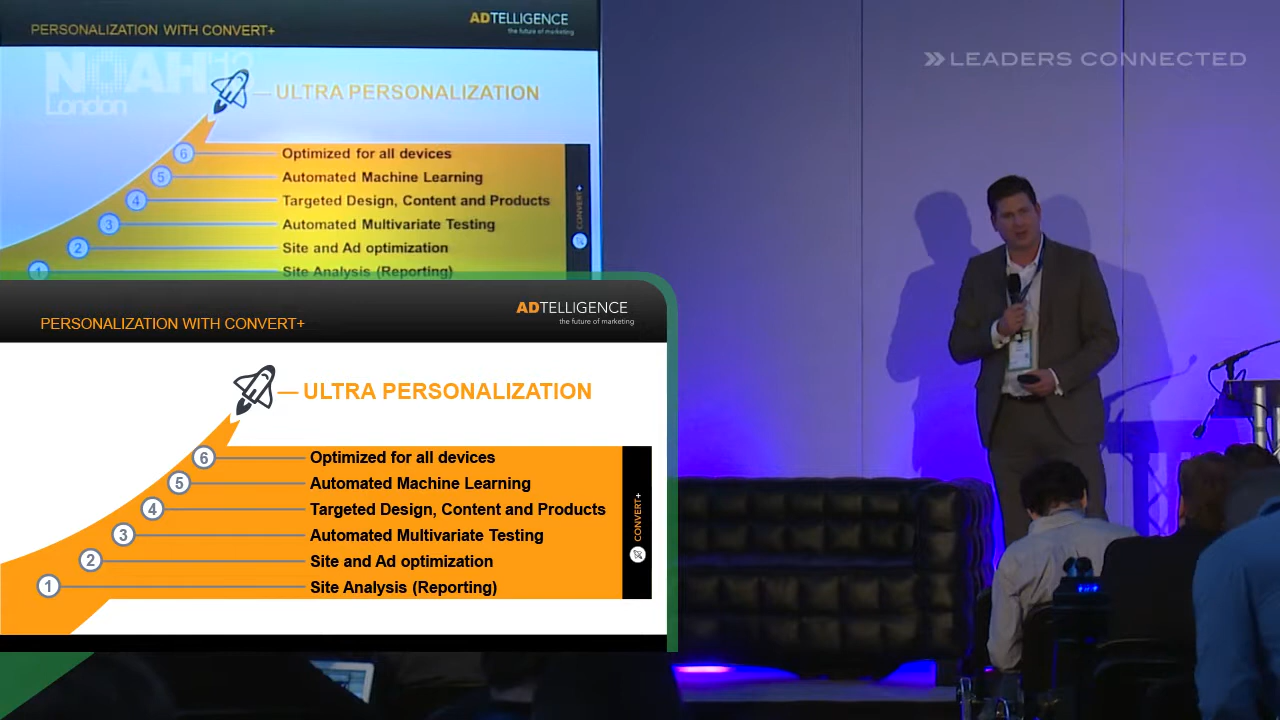 PERSONALIZATION WITH CONVERT+
ADTELLIGENCE
the future of marketing
NOAH13
London
»LEADERS CONNECTED
ULTRA PERSONALIZATION
6 Optimized for all devices
5 Automated Machine Learning
4 Targeted Design, Content and Products
3 Automated Multivariate Testing
2 Site and Ad optimization
1 Site Analysis (Reporting)
CONVERT+
PERSONALIZATION WITH CONVERT+
ADTELLIGENCE
the future of marketing
ULTRA PERSONALIZATION
6 Optimized for all devices
5 Automated Machine Learning
4 Targeted Design, Content and Products
3 Automated Multivariate Testing
2 Site and Ad optimization
1 Site Analysis (Reporting)
CONVERT+